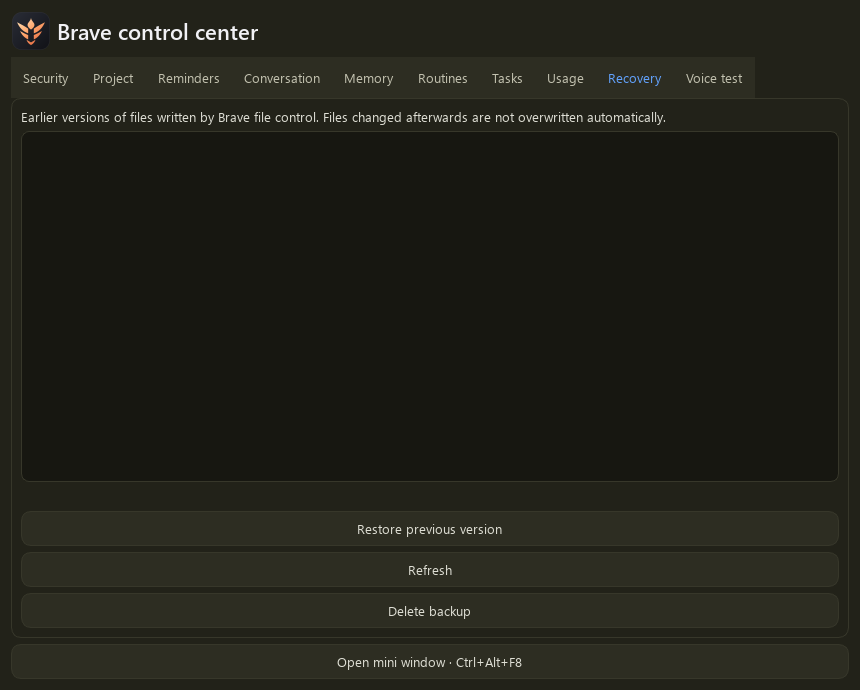 Brave control center
Security Project Reminders Conversation Memory Routines Tasks Usage Recovery Voice test
Earlier versions of files written by Brave file control. Files changed afterwards are not overwritten automatically.
Restore previous version
Refresh
Delete backup
Open mini window · Ctrl+Alt+F8